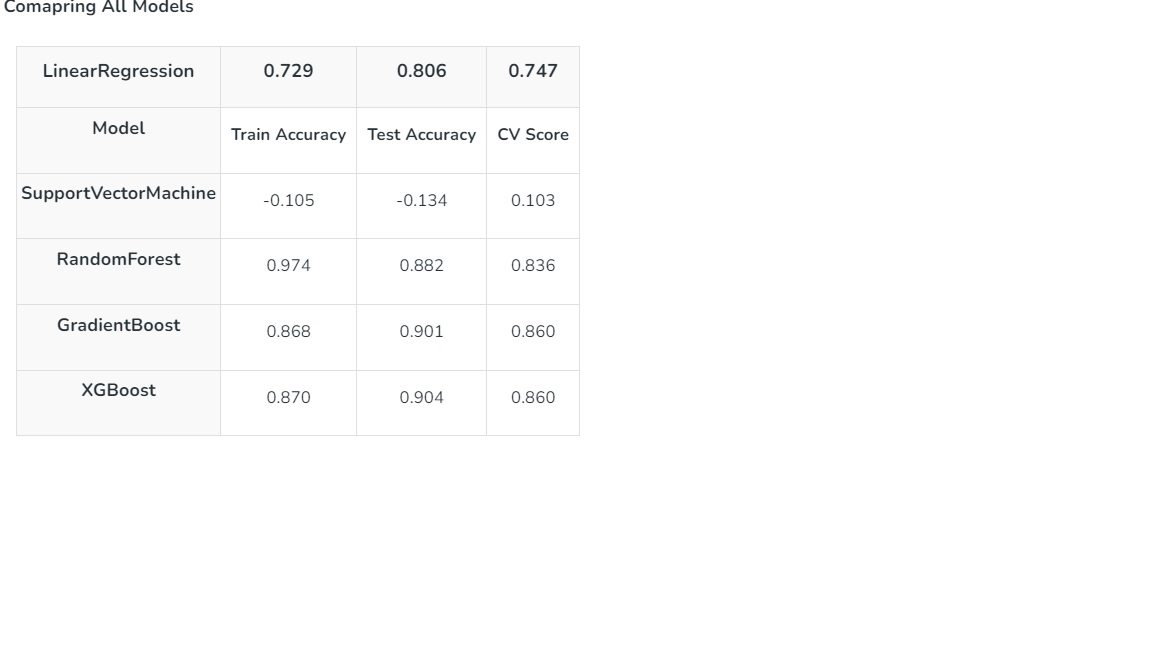 Comapring All Models
LinearRegression 0.729 0.806 0.747
Model Train Accuracy Test Accuracy CV Score
SupportVectorMachine -0.105 -0.134 0.103
RandomForest 0.974 0.882 0.836
GradientBoost 0.868 0.901 0.860
XGBoost 0.870 0.904 0.860